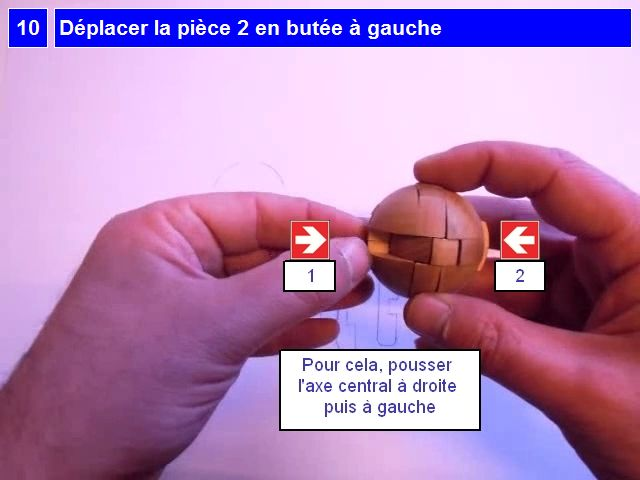 10 Déplacer la pièce 2 en butée à gauche
1
2
Pour cela, pousser
l'axe central à droite
puis à gauche